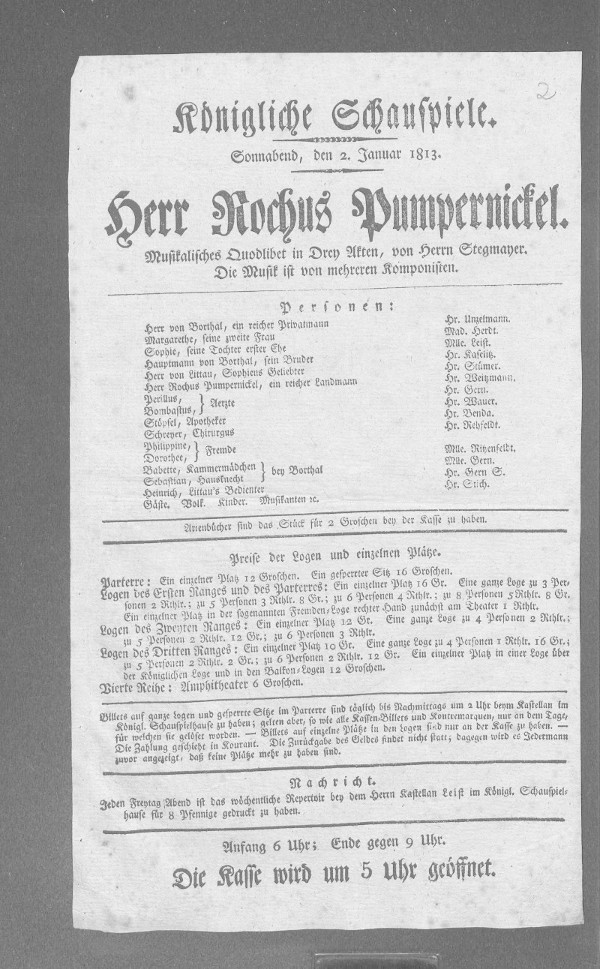 2
Königliche Schauspiele.
Sonnabend, den 2. Januar 1813.
Herr Rochus Pumpernickel.
Musikalisches Quodlibet in Drey Akten, von Herrn Stegmayer.
Die Musik ist von mehreren Komponisten.
Personen:
Herr von Borthal, ein reicher Privatmann Hr. Unzelmann.
Margarethe, seine zweite Frau Mad. Herdt.
Sophie, seine Tochter erster Ehe Mlle. Leist.
Hauptmann von Borthal, sein Bruder Hr. Kaselitz.
Herr von Littau, Sophiens Geliebter Hr. Stümer.
Herr Rochus Pumpernickel, ein reicher Landmann Hr. Weitzmann.
Perillus, Hr. Gern.
Bombastus, } Aerzte Hr. Wauer.
Stößel, Apotheker Hr. Benda.
Schreyer, Chirurgus Hr. Rehfeldt.
Philippine,
Dorothee, } Fremde Mlle. Ritzenfeldt.
Babette, Kammermädchen Mlle. Gern.
Sebastian, Hausknecht } bey Borthal Hr. Gern S.
Heinrich, Littau's Bedienter Hr. Stich.
Gäste. Volk. Kinder. Musikanten ꝛc.
Arienbücher sind das Stück für 2 Groschen bey der Kasse zu haben.
Preise der Logen und einzelnen Plätze.
Parterre: Ein einzelner Platz 12 Groschen. Ein gesperrter Sitz 16 Groschen.
Logen des Ersten Ranges und des Parterres: Ein einzelner Platz 16 Gr. Eine ganze Loge zu 3 Per-
sonen 2 Rthlr.; zu 5 Personen 3 Rthlr. 8 Gr.; zu 6 Personen 4 Rthlr.; zu 8 Personen 5 Rthlr. 8 Gr.
Ein einzelner Platz in der sogenannten Fremden-Loge rechter Hand zunächst am Theater 1 Rthlr.
Logen des Zweyten Ranges: Ein einzelner Platz 12 Gr. Eine ganze Loge zu 4 Personen 2 Rthlr.;
zu 5 Personen 2 Rthlr. 12 Gr.; zu 6 Personen 3 Rthlr.
Logen des Dritten Ranges: Ein einzelner Platz 10 Gr. Eine ganze Loge zu 4 Personen 1 Rthlr. 16 Gr.;
zu 5 Personen 2 Rthlr. 2 Gr.; zu 6 Personen 2 Rthlr. 12 Gr. Ein einzelner Platz in einer Loge über
der Königlichen Loge und in den Balkon-Logen 12 Groschen.
Vierte Reihe: Amphitheater 6 Groschen.
Billets auf ganze Logen und gesperrte Sitze im Parterre sind täglich bis Nachmittags um 2 Uhr beym Kastellan im
Königl. Schauspielhause zu haben; gelten aber, so wie alle Kassen-Billets und Kontremarquen, nur an dem Tage,
für welchen sie gelöset worden. — Billets auf einzelne Plätze in den Logen sind nur an der Kasse zu haben. —
Die Zahlung geschieht in Kourant. Die Zurückgabe des Geldes findet nicht statt; dagegen wird es Jedermann
zuvor angezeigt, daß keine Plätze mehr zu haben sind.
Nachricht.
Jeden Freytag Abend ist das wöchentliche Repertoir bey dem Herrn Kastellan Leist im Königl. Schauspiel-
hause für 8 Pfennige gedruckt zu haben.
Anfang 6 Uhr; Ende gegen 9 Uhr.
Die Kasse wird um 5 Uhr geöffnet.